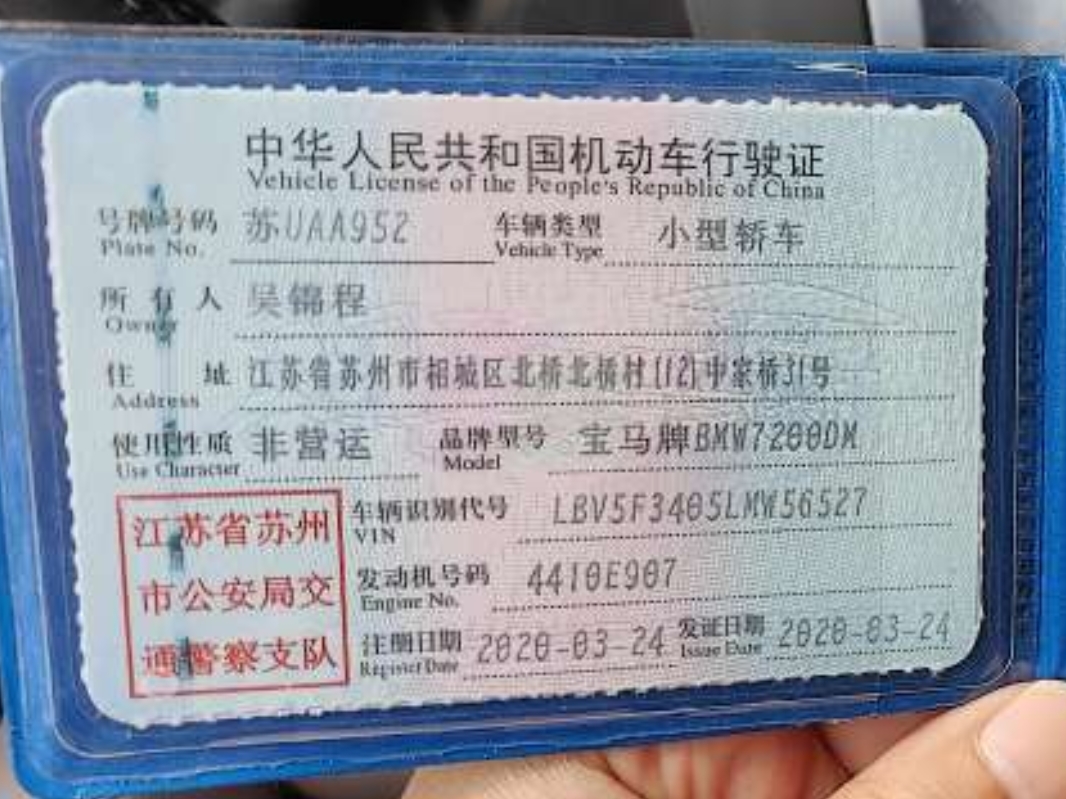 中华人民共和国机动车行驶证
Vehicle License of the People's Republic of China
号牌号码 苏UAA952 车辆类型 小型轿车
Plate No. Vehicle Type
所有人 吴锦程
Owner
住址 江苏省苏州市相城区北桥北桥村(12)中家桥31号
Address
使用性质 非营运 品牌型号 宝马牌BMW7200DM
Use Character Model
车辆识别代号 LBV5F3405LMW56527
VIN
发动机号码 4410E907
Engine No.
注册日期 2020-03-24 发证日期 2020-03-24
Register Date Issue Date
江苏省苏州
市公安局交
通警察支队